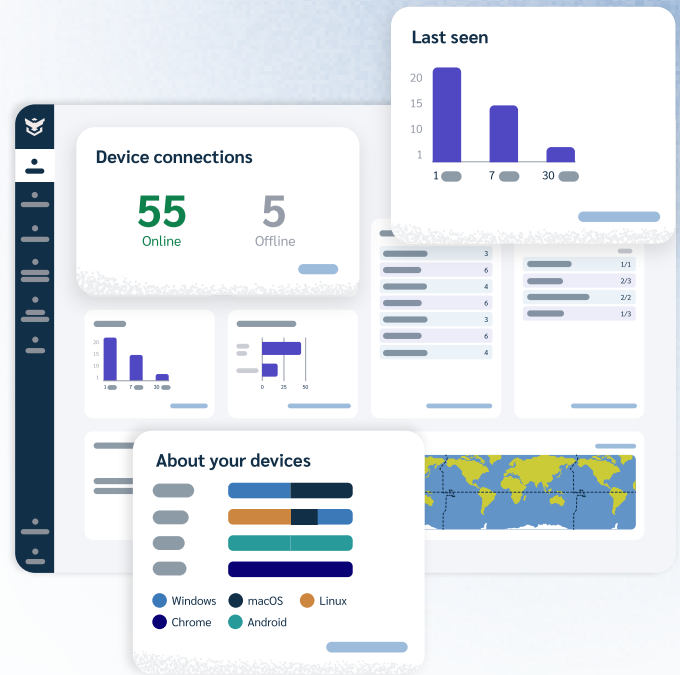 Last seen
20
15
10
1
1 7 30
Device connections
55 5
Online Offline
3
6
4
6
3
6
4
1/1
2/3
2/2
1/3
20
15
10
1
1 7 30
0 25 50
About your devices
Windows macOS Linux
Chrome Android